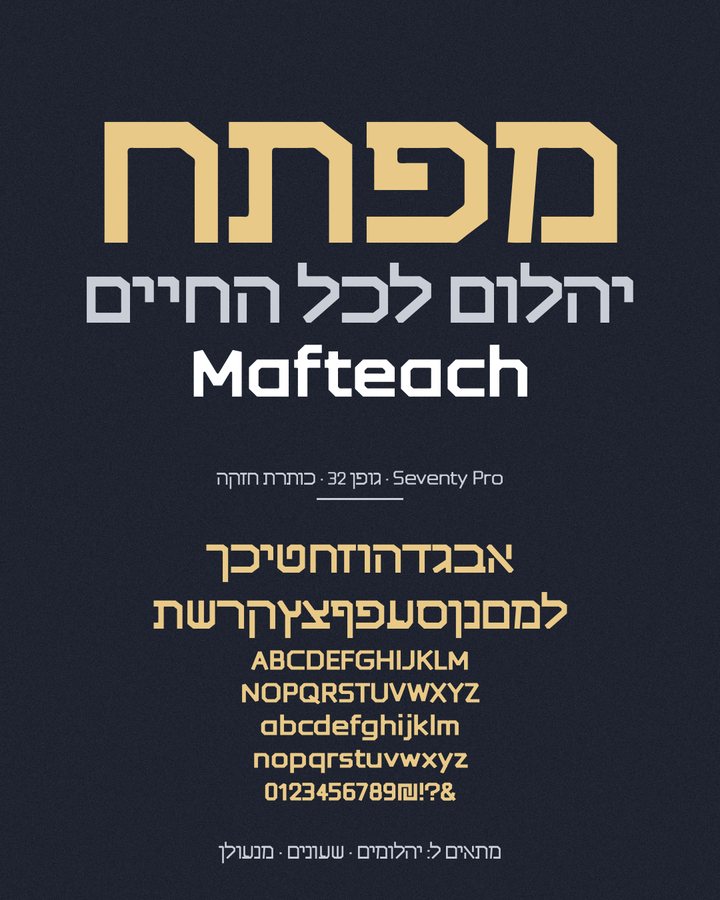 מפתח
יהלום לכל החיים
Mafteach
Seventy Pro · גופן 32 · כותרת חזקה
אבגדהוזחטיכך
למםנןסעפףצץקרשת
ABCDEFGHIJKLM
NOPQRSTUVWXYZ
abcdefghijklm
nopqrstuvwxyz
0123456789₪!?&
מתאים ל: יהלומים · שעונים · מנעולן